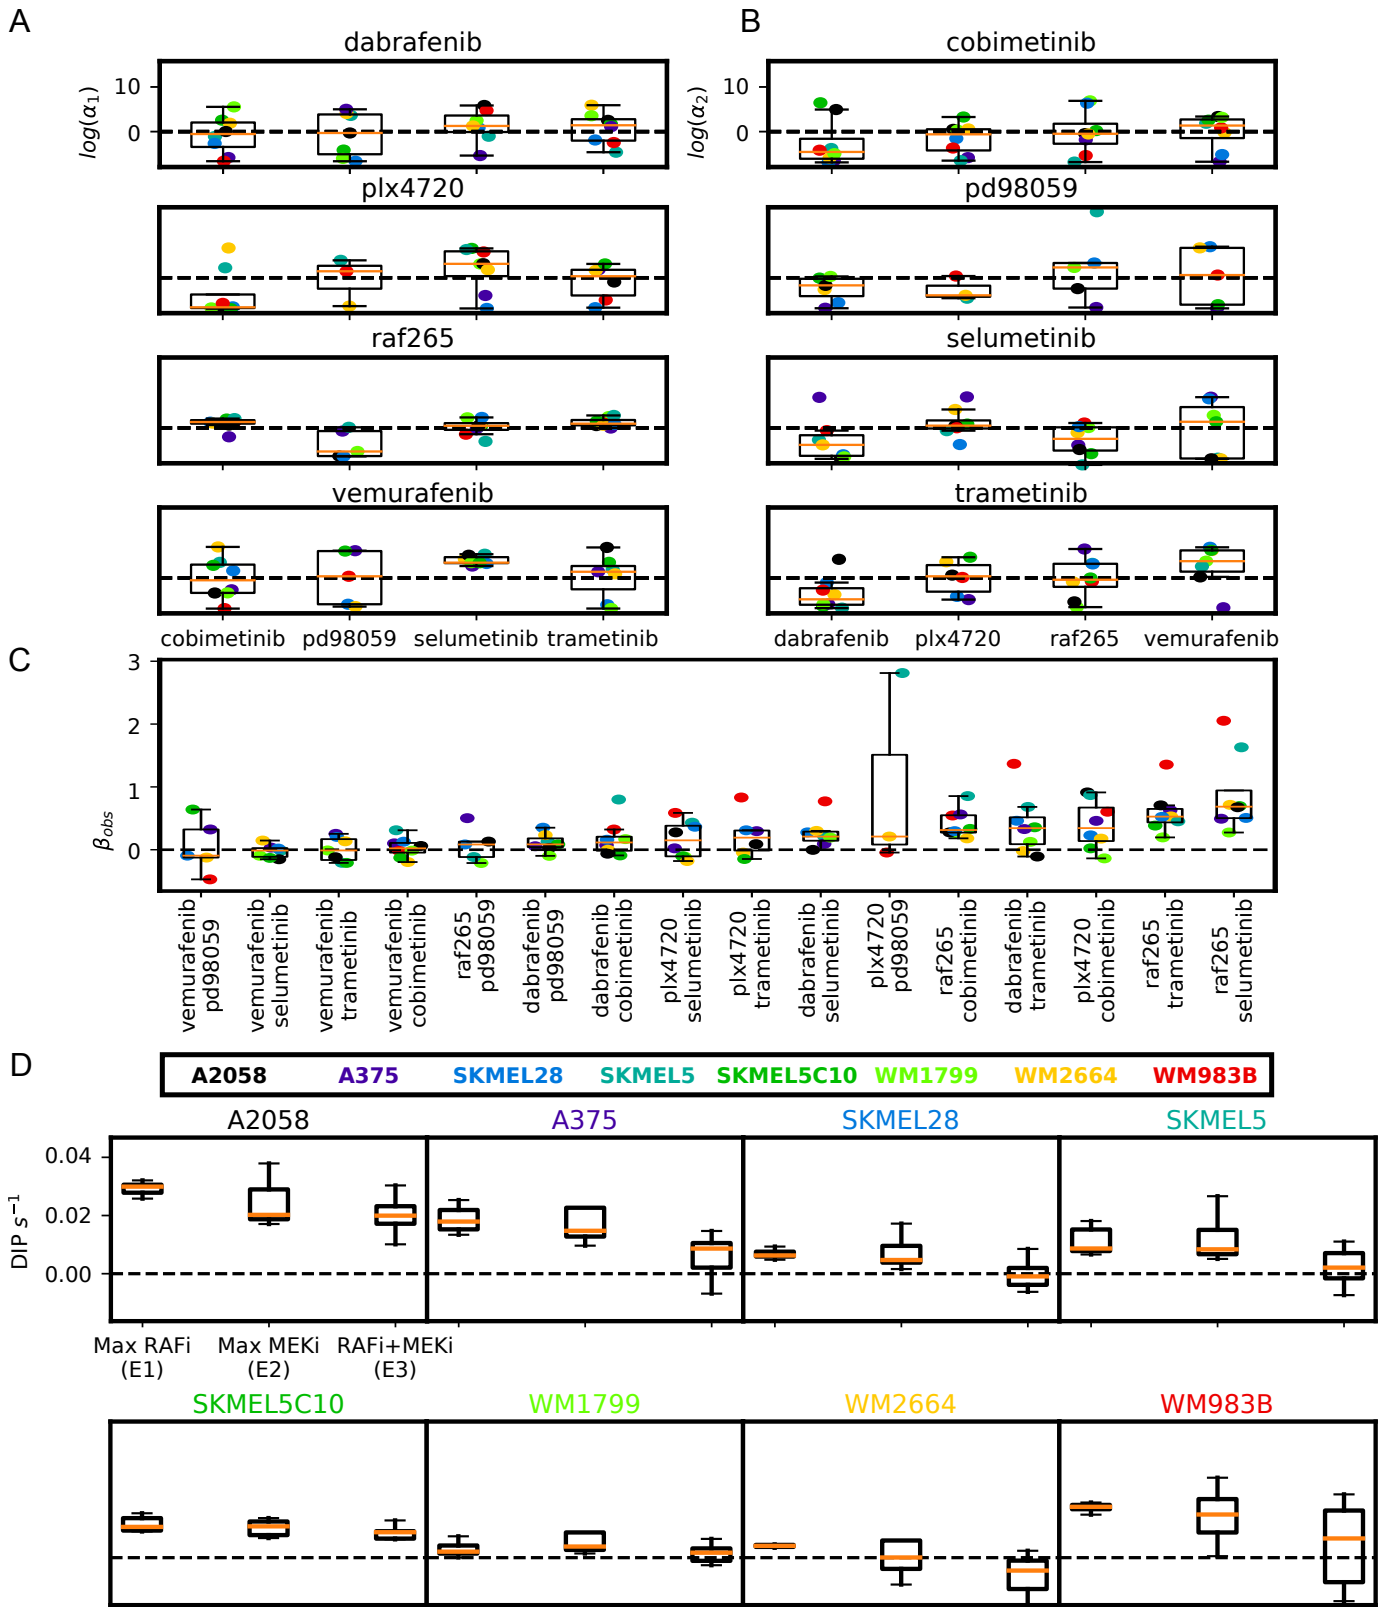 A
B
dabrafenib
cobimetinib
10
0
log(α1)
10
0
log(α2)
plx4720
pd98059
raf265
selumetinib
vemurafenib
trametinib
cobimetinib pd98059 selumetinib trametinib
dabrafenib plx4720 raf265 vemurafenib
C
3
2
1
0
βobs
vemurafenib
pd98059
vemurafenib
selumetinib
vemurafenib
trametinib
vemurafenib
cobimetinib
raf265
pd98059
dabrafenib
pd98059
dabrafenib
cobimetinib
plx4720
selumetinib
plx4720
trametinib
dabrafenib
selumetinib
plx4720
pd98059
raf265
cobimetinib
dabrafenib
trametinib
plx4720
cobimetinib
raf265
trametinib
raf265
selumetinib
D
A2058 A375 SKMEL28 SKMEL5 SKMEL5C10 WM1799 WM2664 WM983B
A2058 A375 SKMEL28 SKMEL5
0.04
0.02
0.00
DIP s⁻¹
Max RAFi Max MEKi RAFi+MEKi
(E1) (E2) (E3)
SKMEL5C10 WM1799 WM2664 WM983B